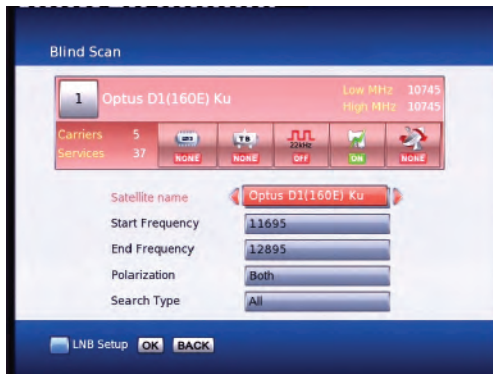 Blind Scan
1 Optus D1(160E) Ku
Low MHz 10745
High MHz 10745
Carriers 5
Services 37
NONE
TB
NONE
22kHz
OFF
ON
NONE
Satellite name Optus D1(160E) Ku
Start Frequency 11695
End Frequency 12895
Polarization Both
Search Type All
LNB Setup OK BACK